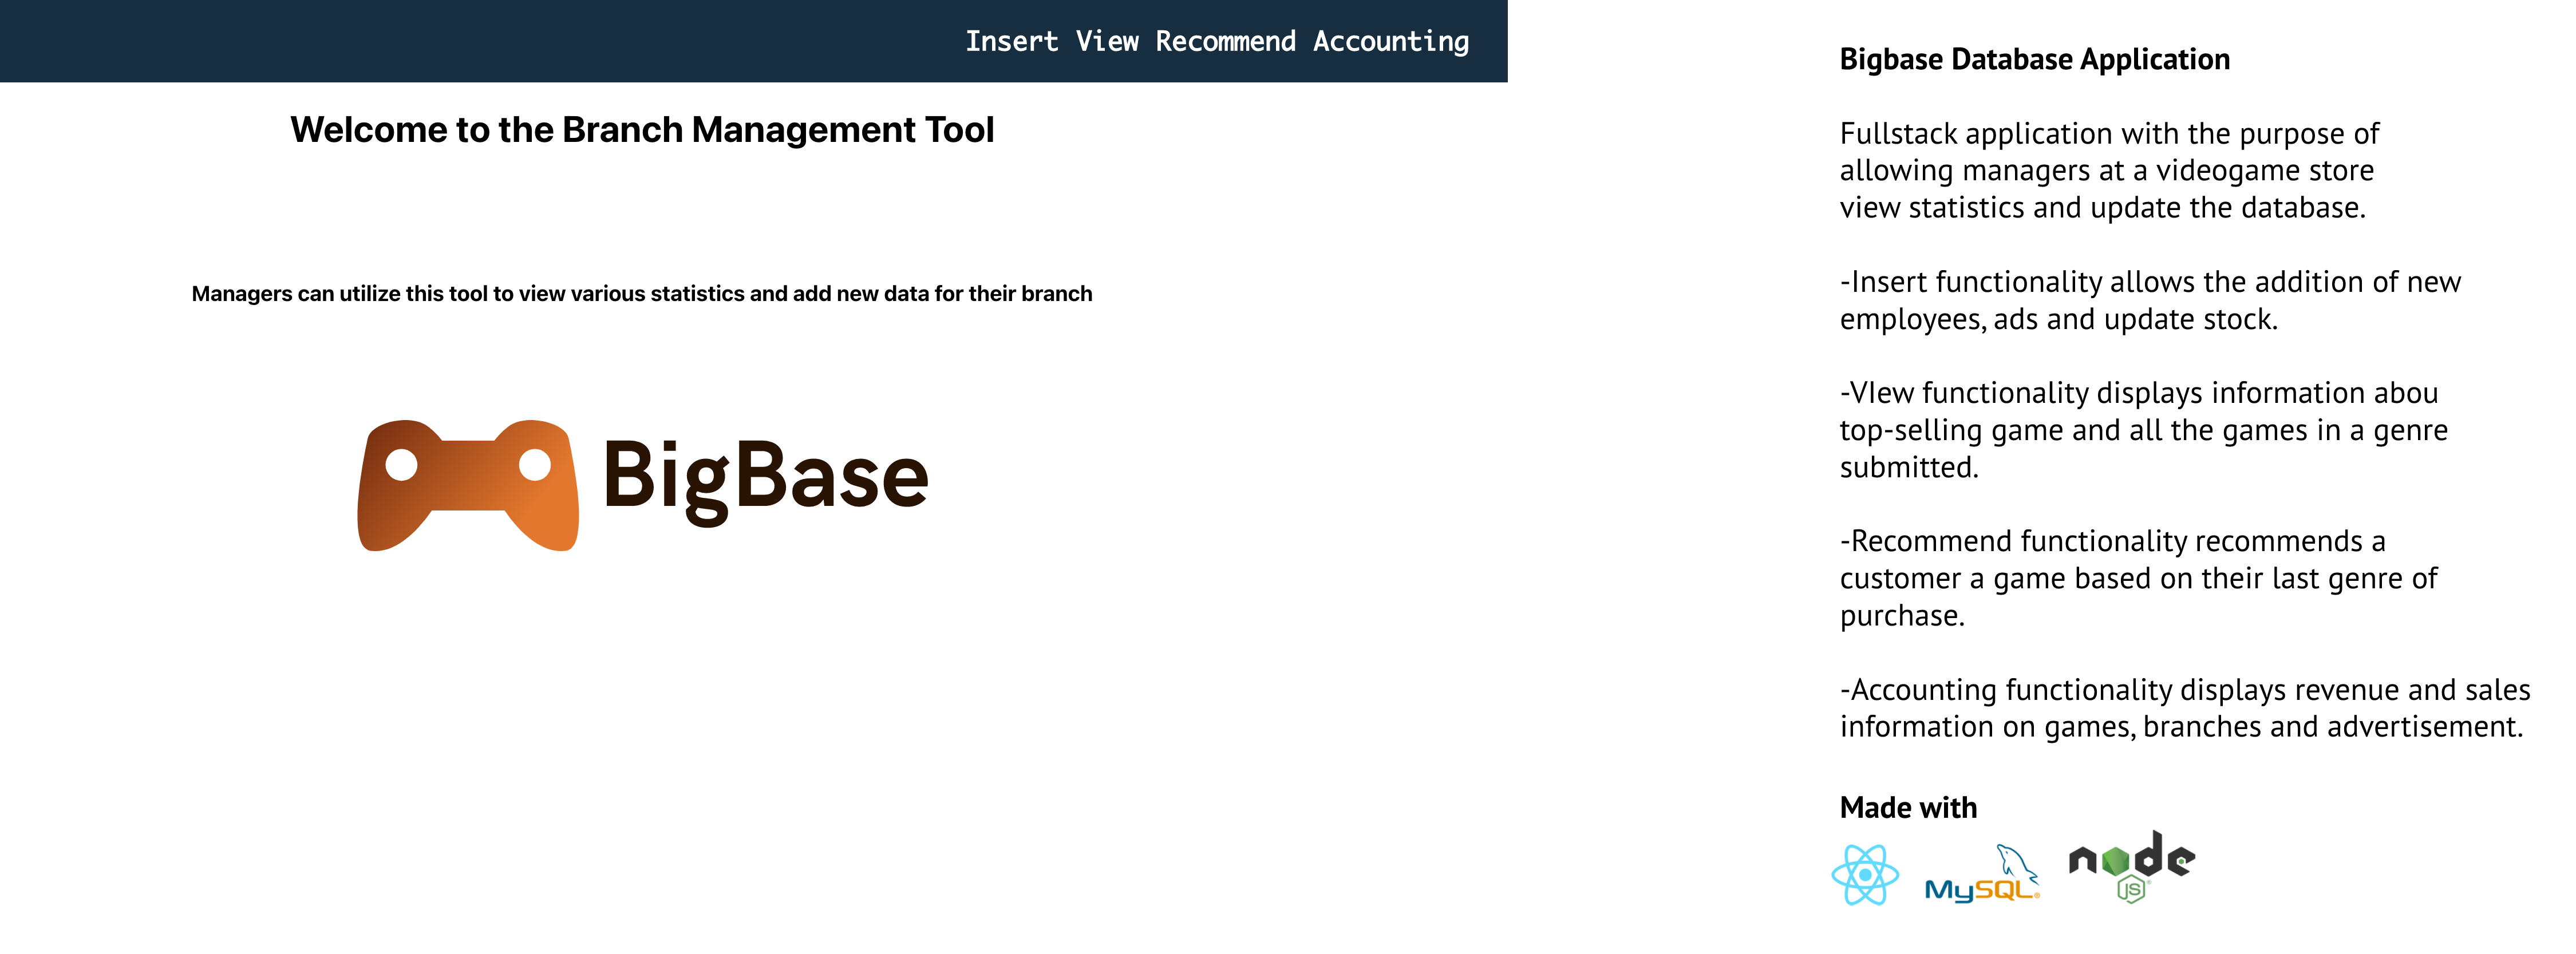 Insert View Recommend Accounting
Welcome to the Branch Management Tool
Managers can utilize this tool to view various statistics and add new data for their branch
BigBase
Bigbase Database Application
Fullstack application with the purpose of
allowing managers at a videogame store
view statistics and update the database.
-Insert functionality allows the addition of new
employees, ads and update stock.
-VIew functionality displays information abou
top-selling game and all the games in a genre
submitted.
-Recommend functionality recommends a
customer a game based on their last genre of
purchase.
-Accounting functionality displays revenue and sales
information on games, branches and advertisement.
Made with
MySQL®
node
JS®